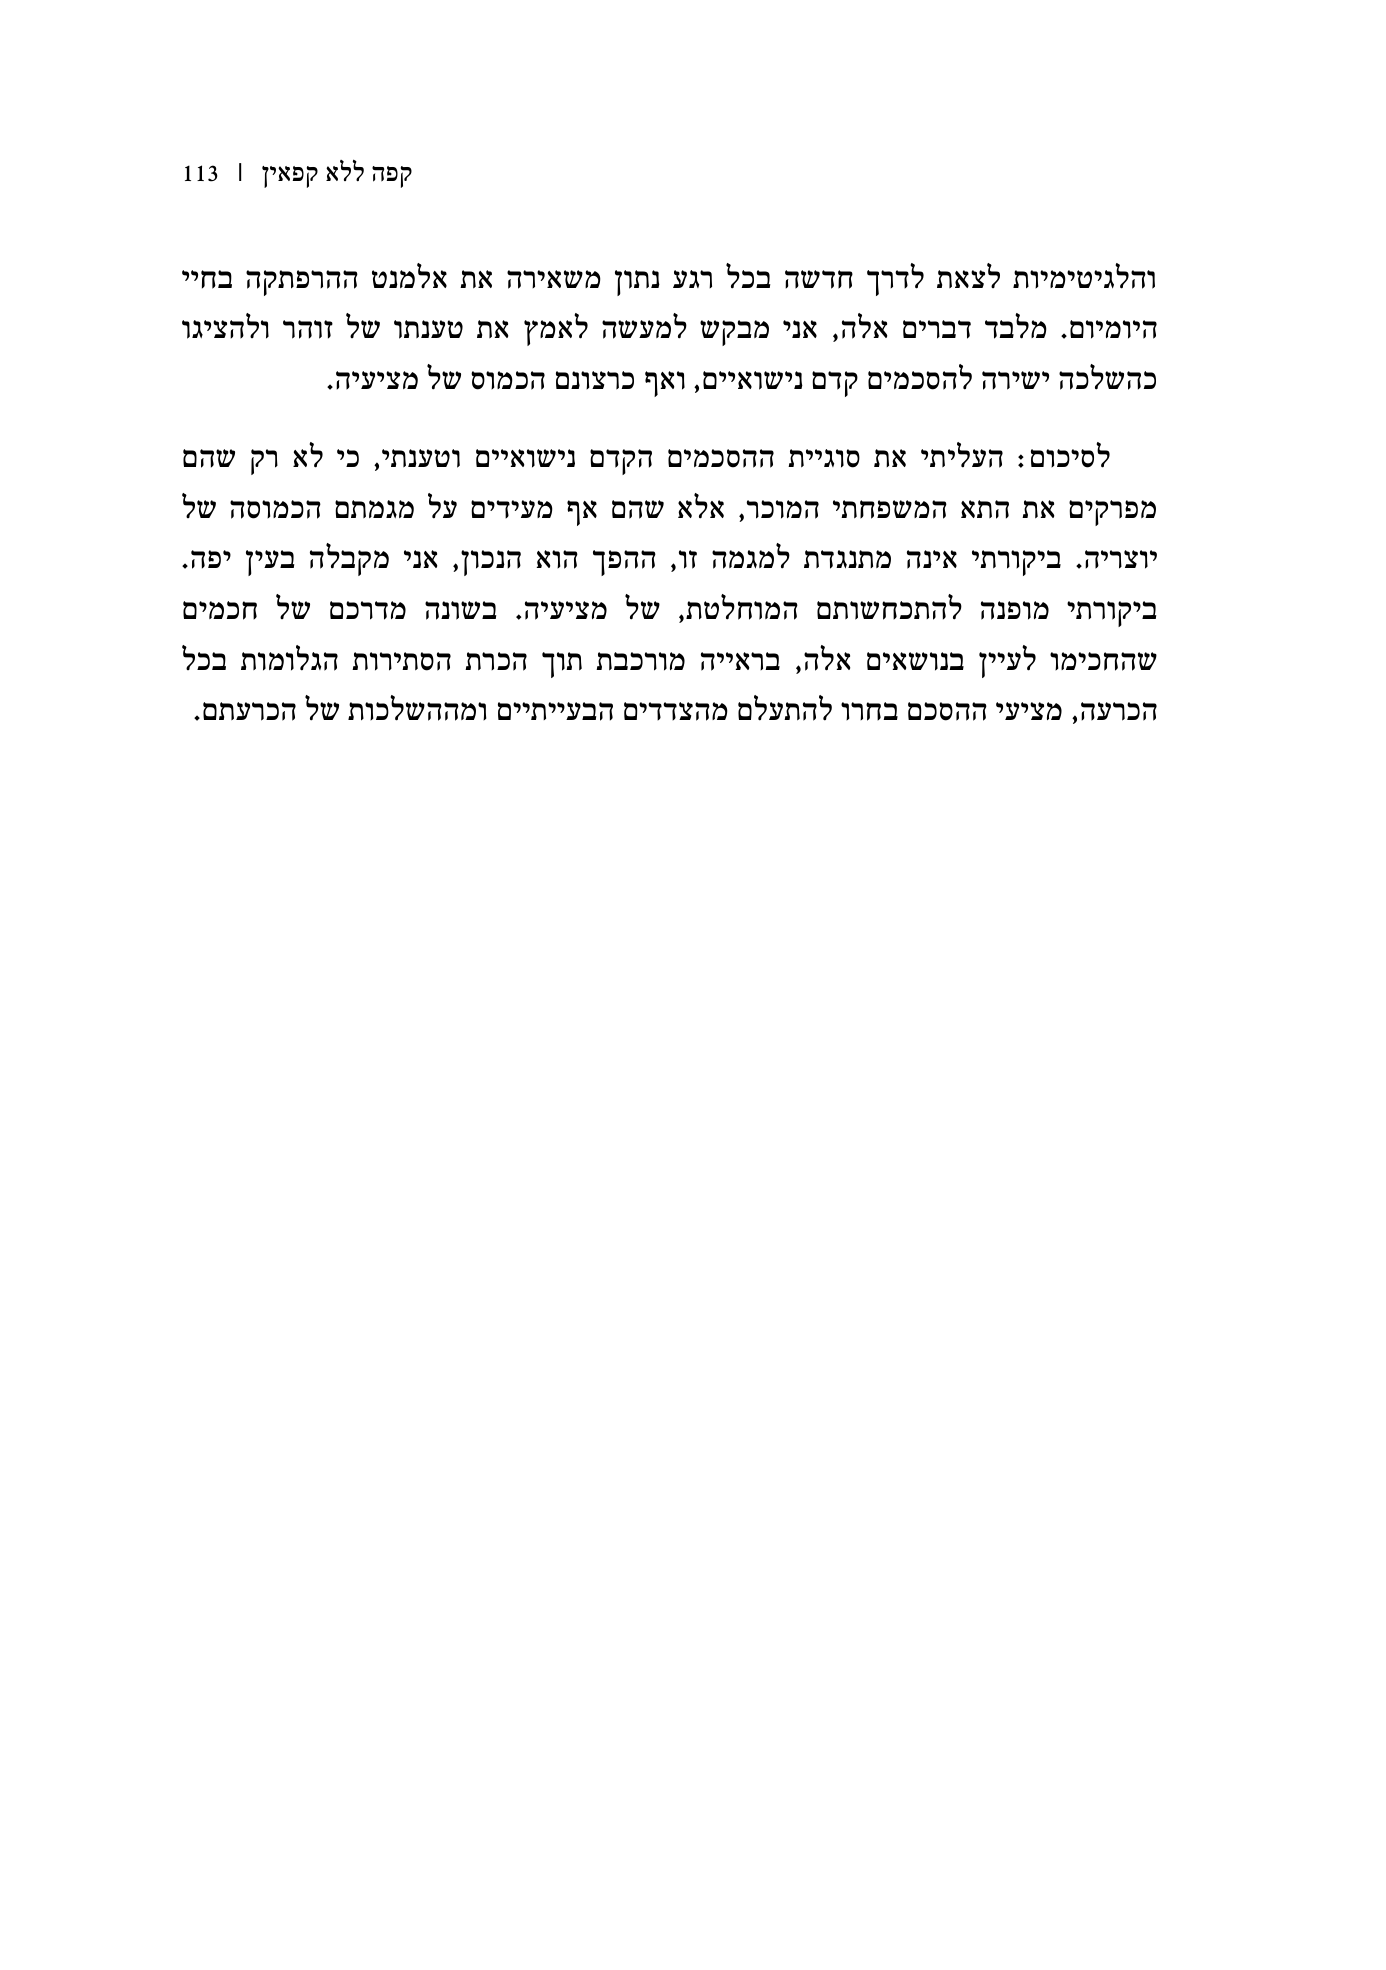 קפה ללא קפאין | 113
והלגיטימיות לצאת לדרך חדשה בכל רגע נתון משאירה את אלמנט ההרפתקה בחיי
היומיום. מלבד דברים אלה, אני מבקש למעשה לאמץ את טענתו של זוהר ולהציגו
כהשלכה ישירה להסכמים קדם נישואיים, ואף כרצונם הכמוס של מציעיה.
לסיכום: העליתי את סוגיית ההסכמים הקדם נישואיים וטענתי, כי לא רק שהם
מפרקים את התא המשפחתי המוכר, אלא שהם אף מעידים על מגמתם הכמוסה של
יוצריה. ביקורתי אינה מתנגדת למגמה זו, ההפך הוא הנכון, אני מקבלה בעין יפה.
ביקורתי מופנה להתכחשותם המוחלטת, של מציעיה. בשונה מדרכם של חכמים
שהחכימו לעיין בנושאים אלה, בראייה מורכבת תוך הכרת הסתירות הגלומות בכל
הכרעה, מציעי ההסכם בחרו להתעלם מהצדדים הבעייתיים ומההשלכות של הכרעתם.